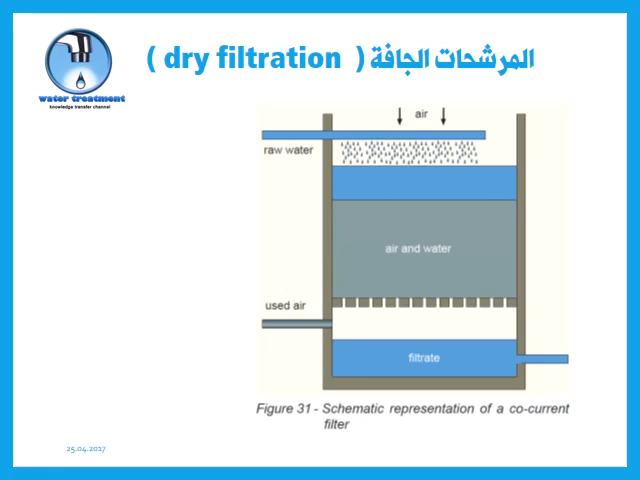 المرشحات الجافة ( dry filtration )
water treatment
knowledge transfer channel
air
raw water
air and water
used air
filtrate
Figure 31 - Schematic representation of a co-current
filter
25.04.2017